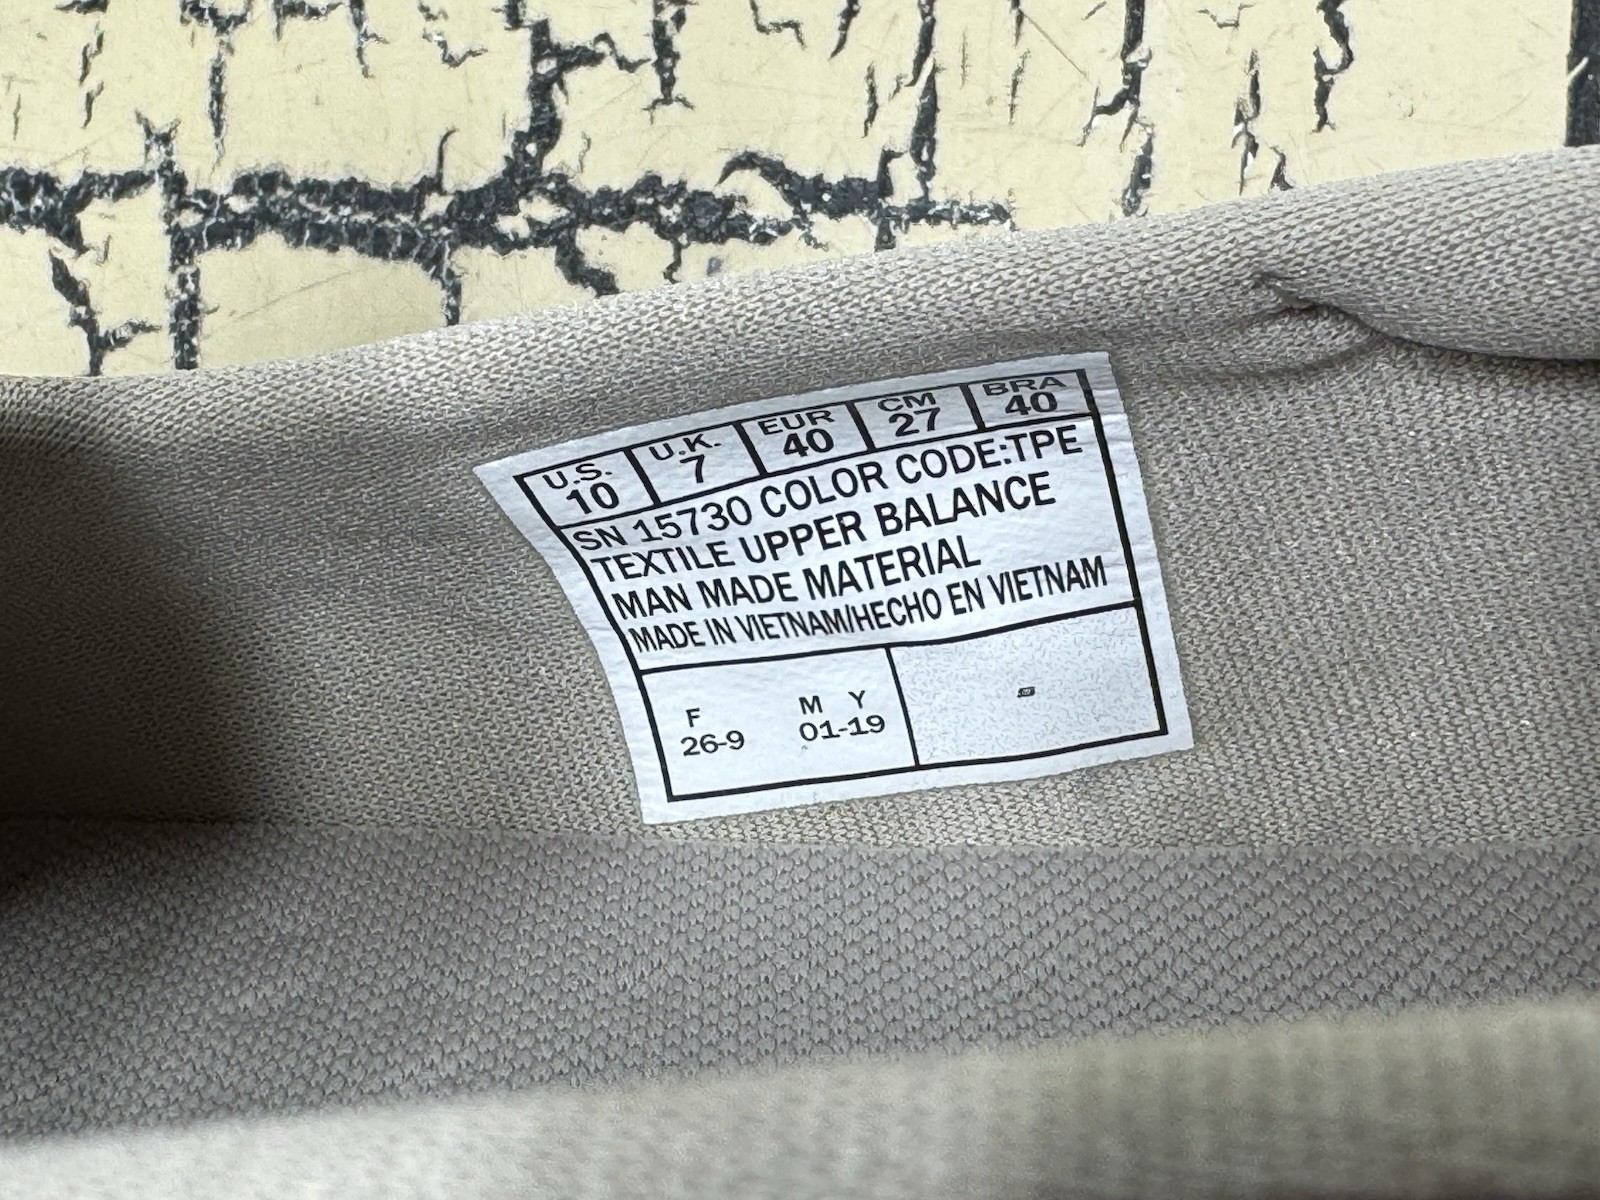 U.S. U.K. EUR CM BRA
10 7 40 27 40
SN 15730 COLOR CODE:TPE
TEXTILE UPPER BALANCE
MAN MADE MATERIAL
MADE IN VIETNAM/HECHO EN VIETNAM
F M Y
26-9 01-19